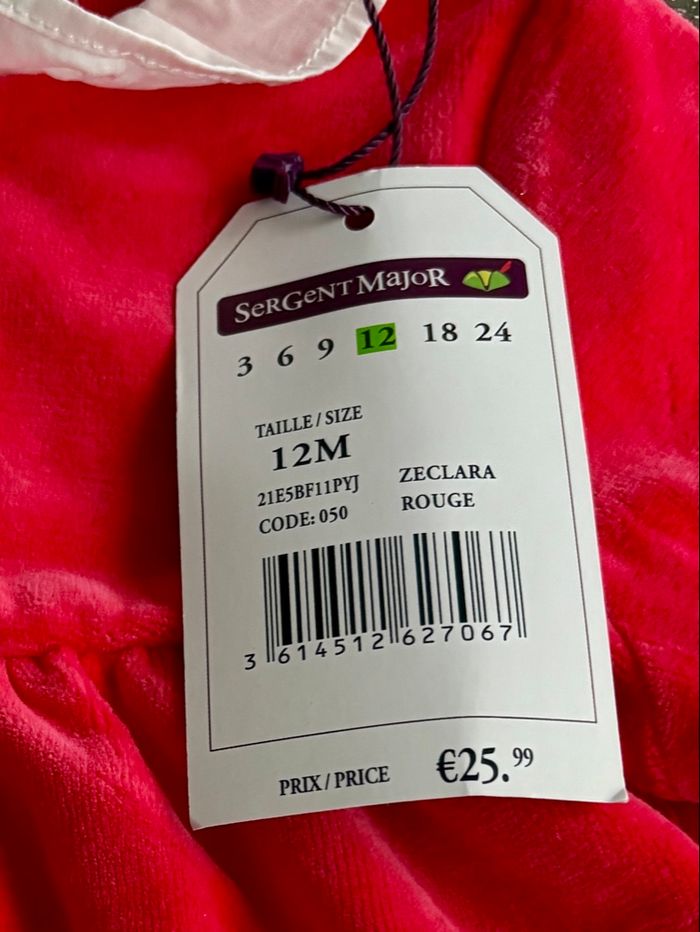 SeRGeNT MaJoR
3 6 9 12 18 24
TAILLE / SIZE
12M
21E5BF11PYJ ZECLARA
CODE: 050 ROUGE
3 614512 627067
PRIX / PRICE €25.99